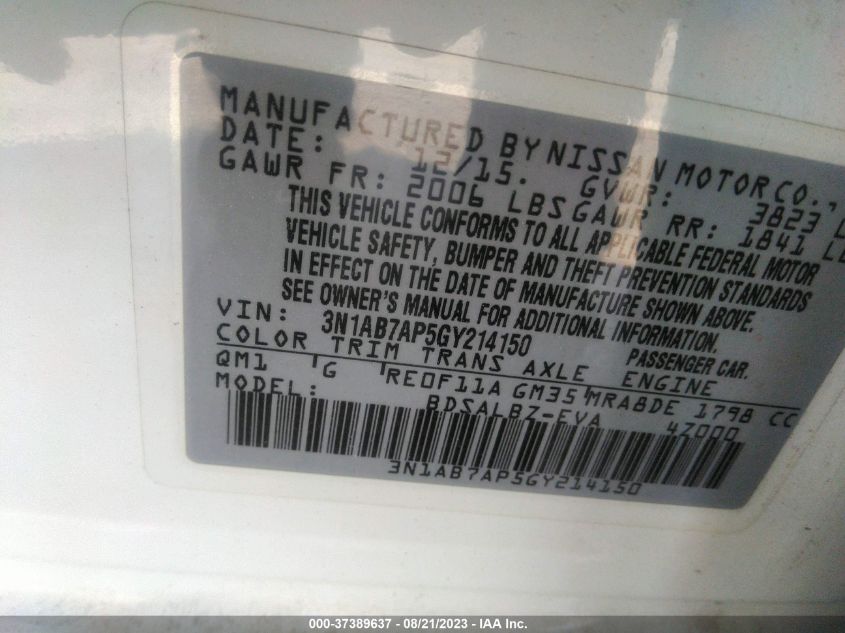 MANUFACTURED BY NISSAN MOTOR CO.,
DATE: 12/15. GVWR: 3823 L
GAWR FR: 2006 LBS GAWR RR: 1841 LB
THIS VEHICLE CONFORMS TO ALL APPLICABLE FEDERAL MOTOR
VEHICLE SAFETY, BUMPER AND THEFT PREVENTION STANDARDS
IN EFFECT ON THE DATE OF MANUFACTURE SHOWN ABOVE.
SEE OWNER'S MANUAL FOR ADDITIONAL INFORMATION.
VIN: 3N1AB7AP5GY214150 PASSENGER CAR.
COLOR TRIM TRANS AXLE ENGINE
QM1 G RE0F11A GM35 MRA8DE 1798 CC
MODEL: BDSALBZ-EVA 4Z000
3N1AB7AP5GY214150
000-37389637 - 08/21/2023 - IAA Inc.